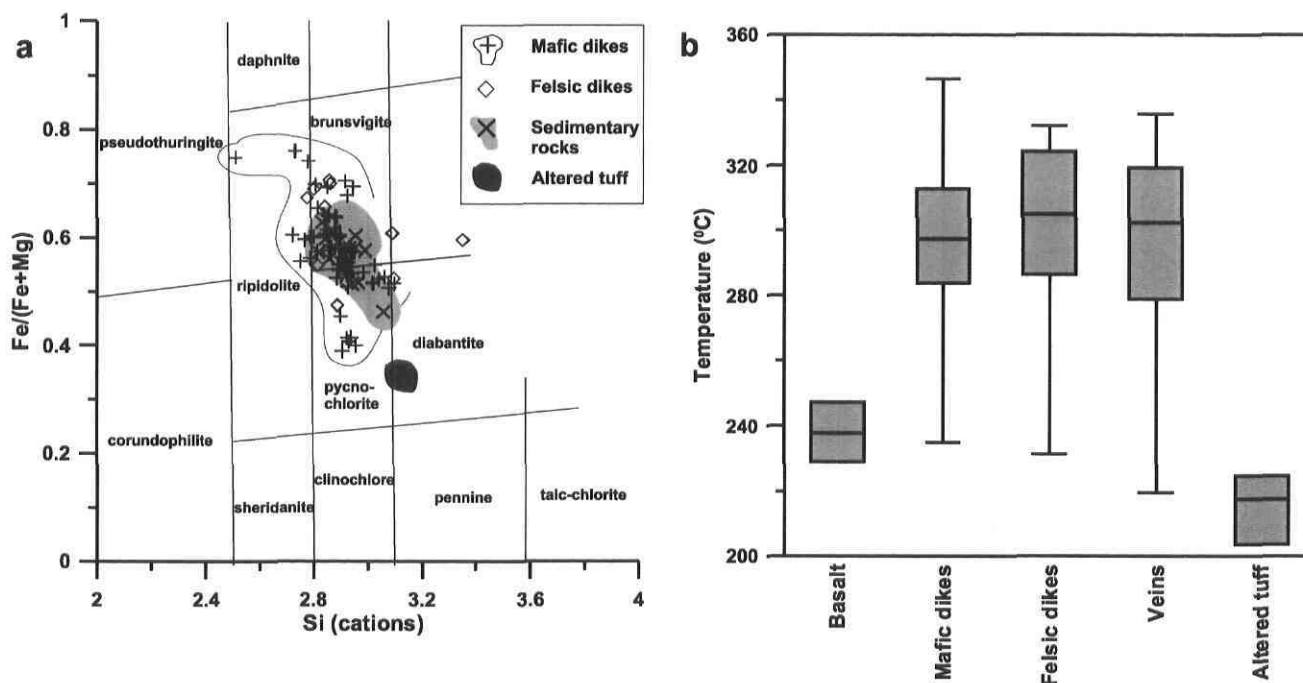 a
Fe/(Fe+Mg)
1
0.8
0.6
0.4
0.2
0
2
2.4
2.8
3.2
3.6
4
Si (cations)
daphnite
brunsvigite
pseudothuringite
ripidolite
diabantite
pycno-
chlorite
corundophilite
clinochlore
sheridanite
pennine
talc-chlorite
Mafic dikes
Felsic dikes
Sedimentary
rocks
Altered tuff
b
Temperature (⁰C)
360
320
280
240
200
Basalt
Mafic dikes
Felsic dikes
Veins
Altered tuff